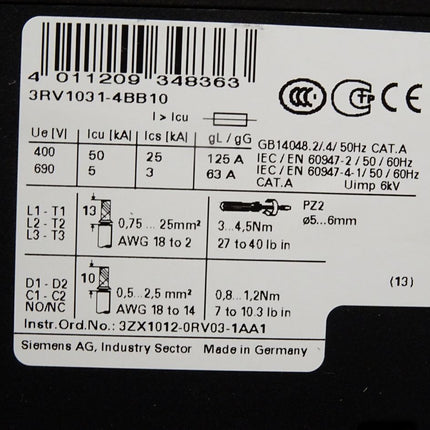 4 011209 348363
3RV1031-4BB10
CCC CE
I > Icu
Ue [V] Icu [kA] Ics [kA] gL / gG
400 50 25 125 A
690 5 3 63 A
GB14048.2/.4/ 50Hz CAT.A
IEC / EN 60947-2 / 50 / 60Hz
IEC / EN 60947-4-1/ 50 / 60Hz
CAT.A Uimp 6kV
L1 - T1
L2 - T2
L3 - T3
13
0,75 ... 25mm²
AWG 18 to 2
3...4,5Nm
27 to 40 lb in
PZ2
ø5...6mm
D1 - D2
C1 - C2
NO/NC
10
0,5...2,5 mm²
AWG 18 to 14
0,8...1,2Nm
7 to 10.3 lb in
(13)
Instr.Ord.No.: 3ZX1012-0RV03-1AA1
Siemens AG, Industry Sector Made in Germany